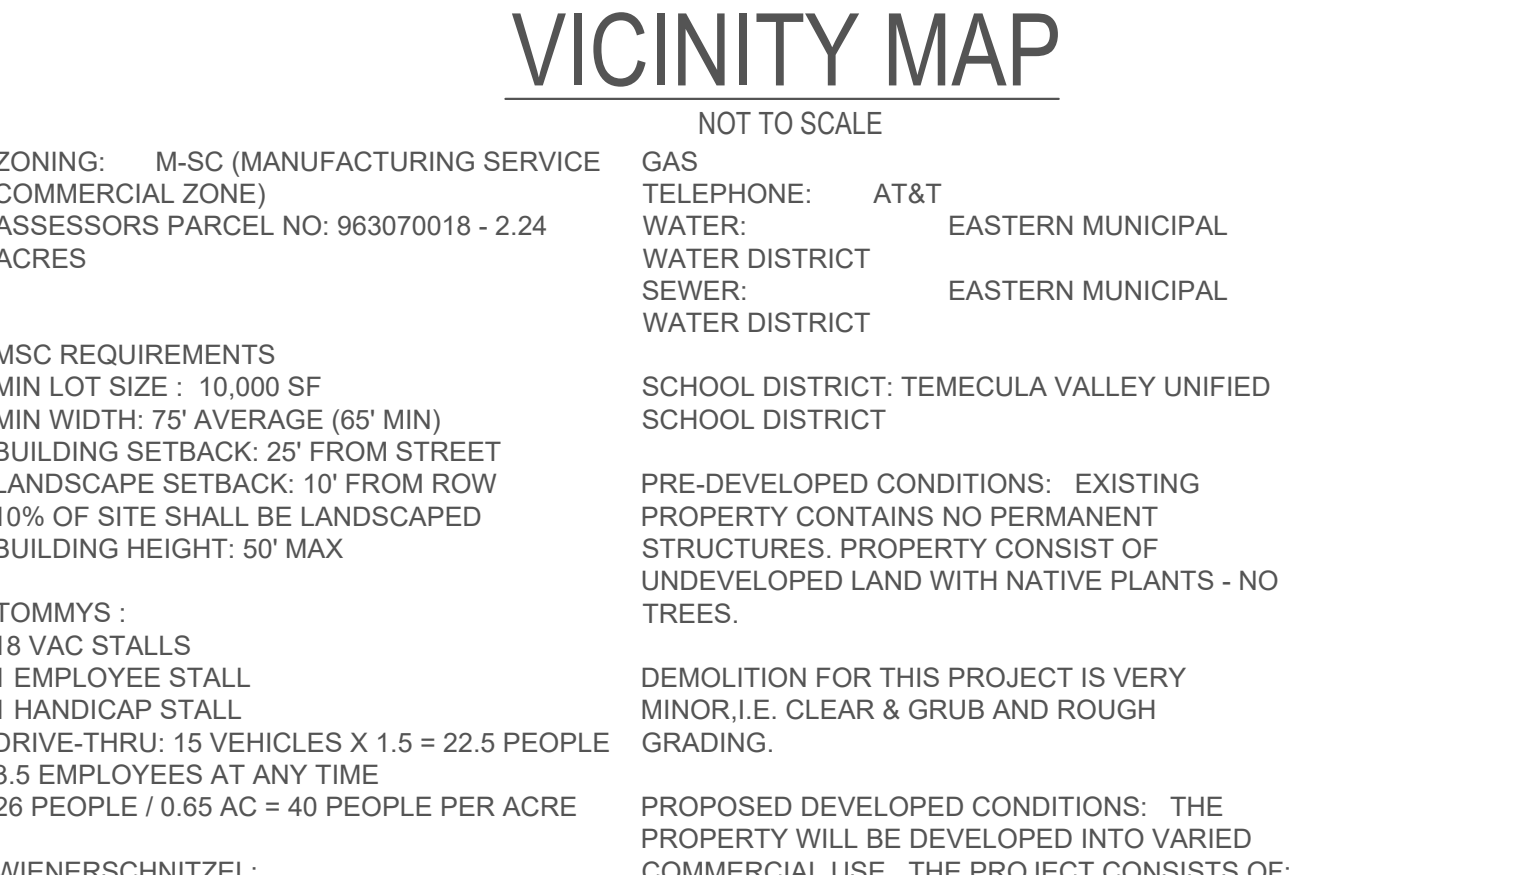 VICINITY MAP
NOT TO SCALE
ZONING: M-SC (MANUFACTURING SERVICE
COMMERCIAL ZONE)
ASSESSORS PARCEL NO: 963070018 - 2.24
ACRES
MSC REQUIREMENTS
MIN LOT SIZE : 10,000 SF
MIN WIDTH: 75' AVERAGE (65' MIN)
BUILDING SETBACK: 25' FROM STREET
LANDSCAPE SETBACK: 10' FROM ROW
10% OF SITE SHALL BE LANDSCAPED
BUILDING HEIGHT: 50' MAX
TOMMYS :
18 VAC STALLS
1 EMPLOYEE STALL
1 HANDICAP STALL
DRIVE-THRU: 15 VEHICLES X 1.5 = 22.5 PEOPLE
3.5 EMPLOYEES AT ANY TIME
26 PEOPLE / 0.65 AC = 40 PEOPLE PER ACRE
WIENERSCHNITZEL:
GAS
TELEPHONE: AT&T
WATER: EASTERN MUNICIPAL
WATER DISTRICT
SEWER: EASTERN MUNICIPAL
WATER DISTRICT
SCHOOL DISTRICT: TEMECULA VALLEY UNIFIED
SCHOOL DISTRICT
PRE-DEVELOPED CONDITIONS: EXISTING
PROPERTY CONTAINS NO PERMANENT
STRUCTURES. PROPERTY CONSIST OF
UNDEVELOPED LAND WITH NATIVE PLANTS - NO
TREES.
DEMOLITION FOR THIS PROJECT IS VERY
MINOR,I.E. CLEAR & GRUB AND ROUGH
GRADING.
PROPOSED DEVELOPED CONDITIONS: THE
PROPERTY WILL BE DEVELOPED INTO VARIED
COMMERCIAL USE. THE PROJECT CONSISTS OF: